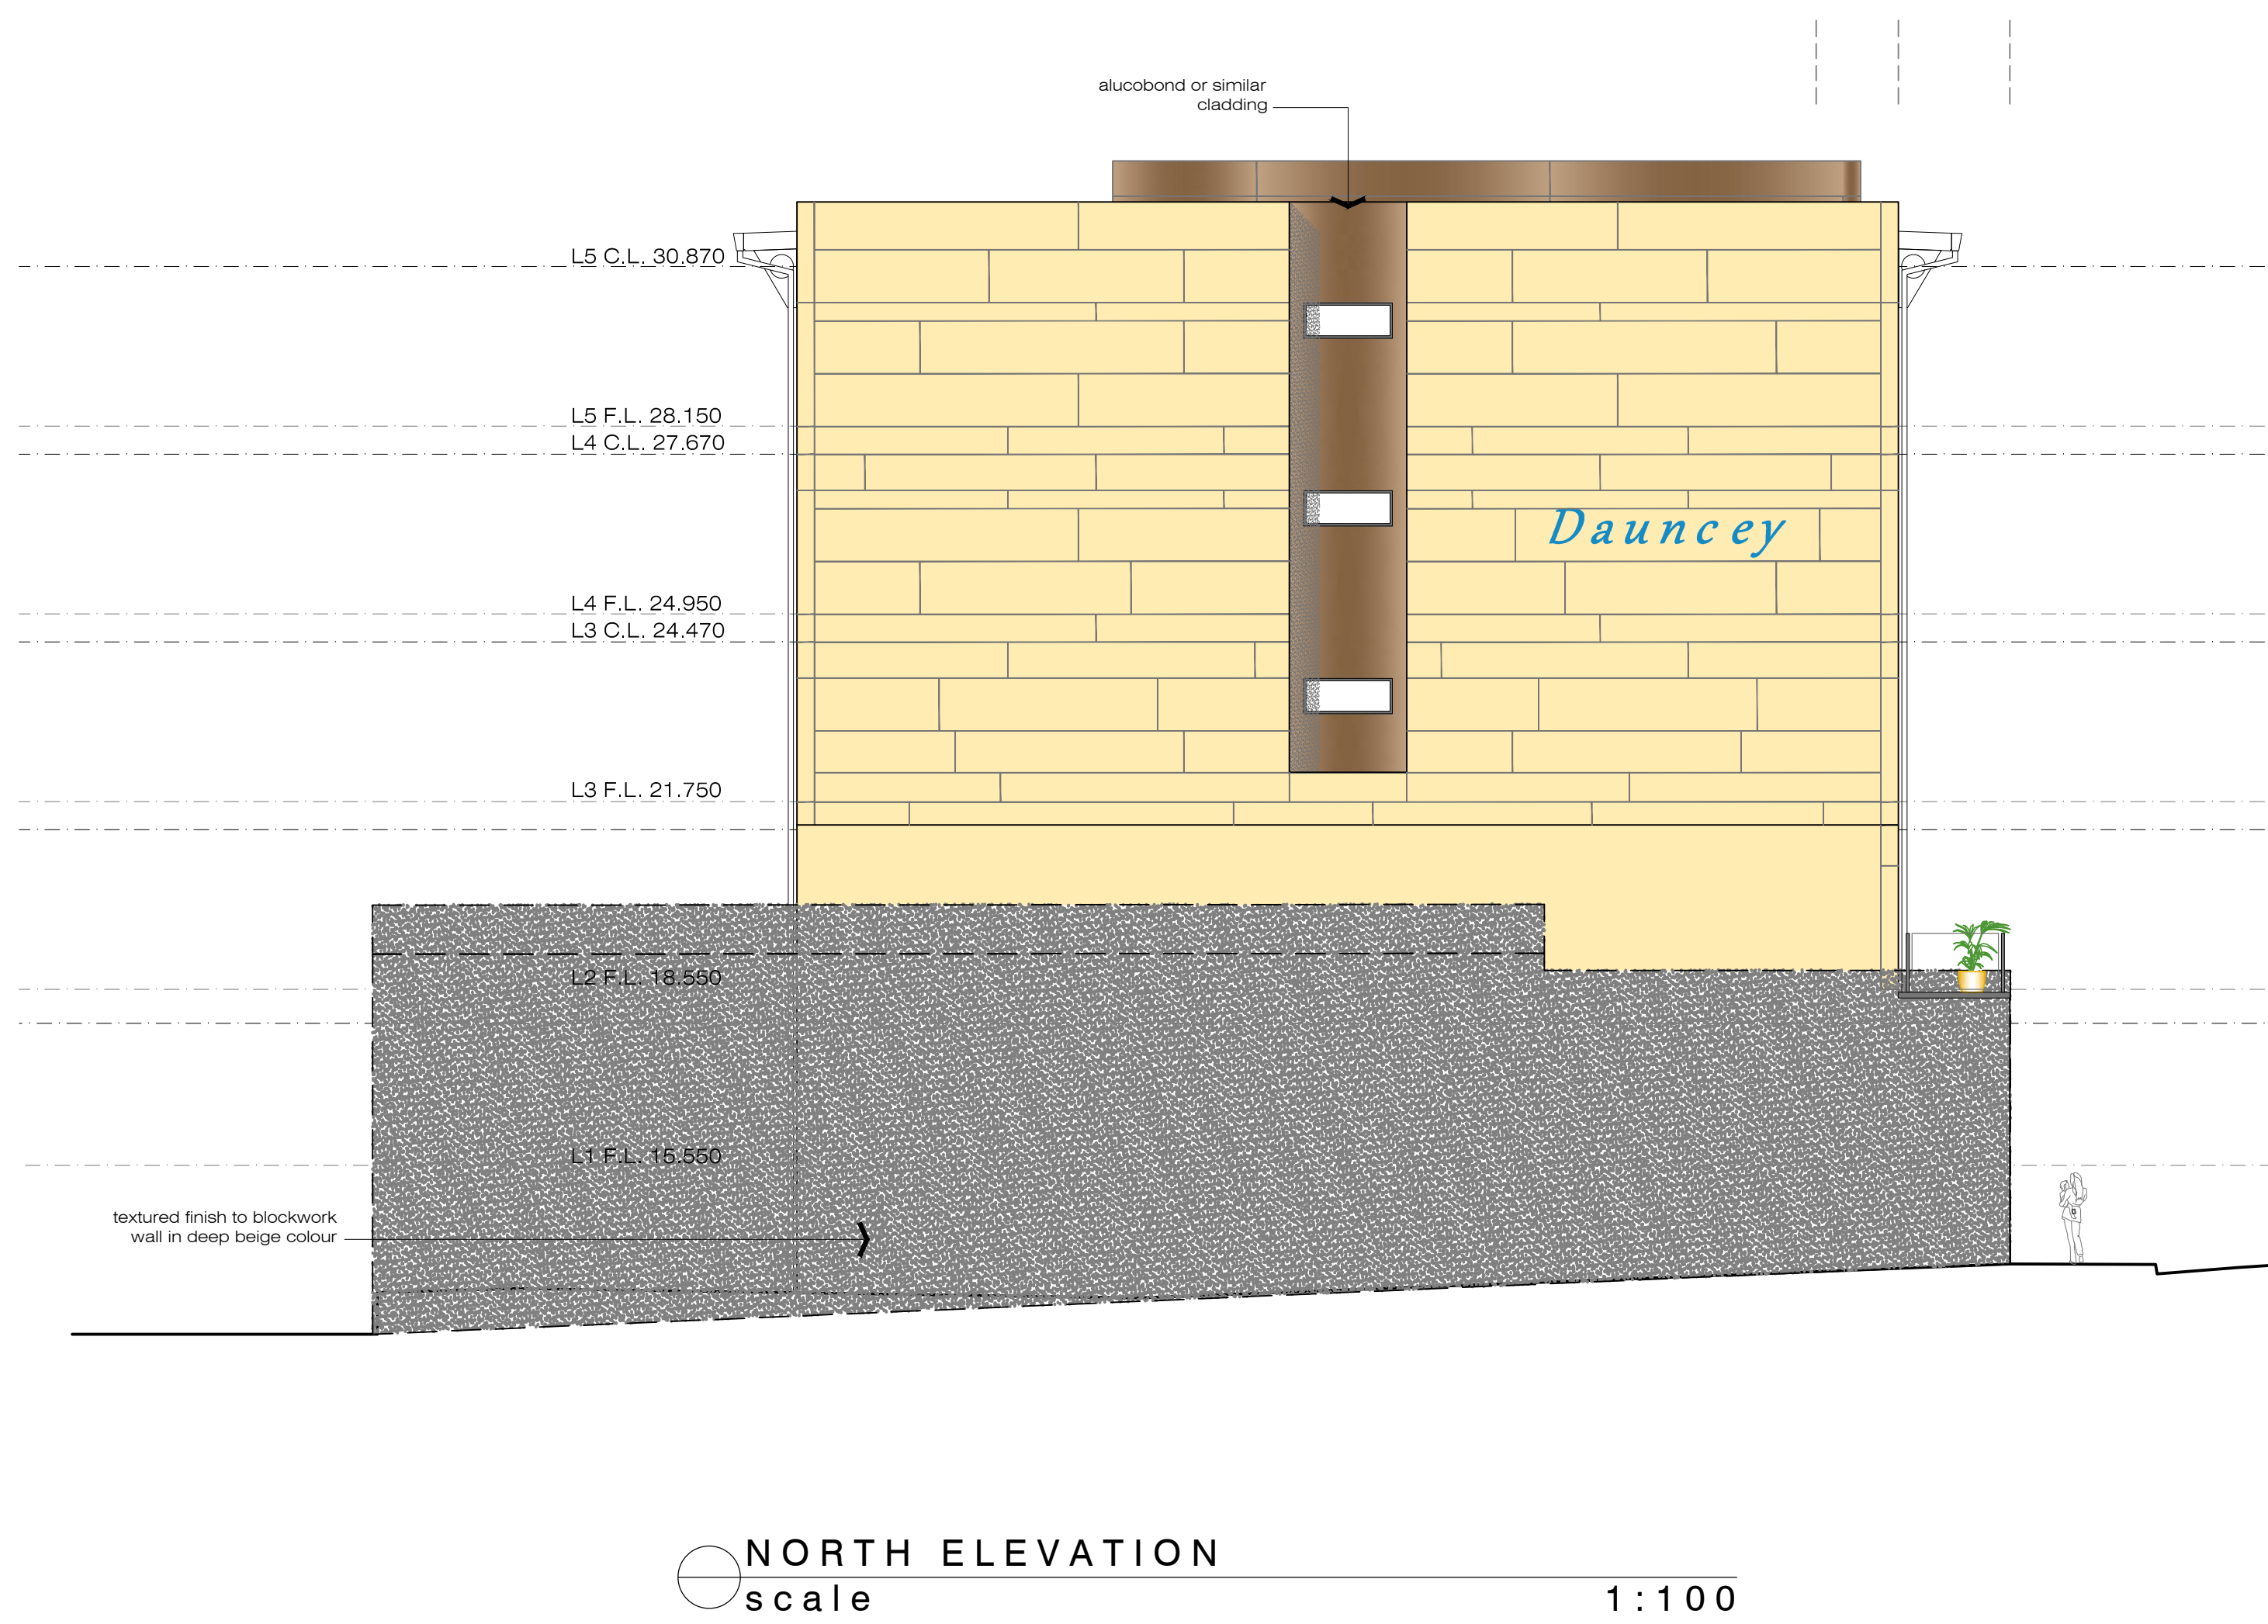 alucobond or similar
cladding
L5 C.L. 30.870
L5 F.L. 28.150
L4 C.L. 27.670
Dauncey
L4 F.L. 24.950
L3 C.L. 24.470
L3 F.L. 21.750
L2 F.L. 18.550
L1 F.L. 15.550
textured finish to blockwork
wall in deep beige colour
NORTH ELEVATION
scale 1:100